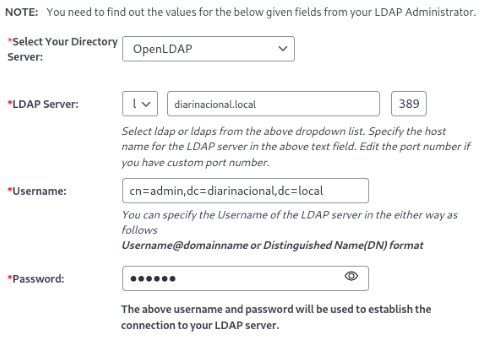 NOTE: You need to find out the values for the below given fields from your LDAP Administrator.
*Select Your Directory Server: OpenLDAP
*LDAP Server: l diarinacional.local 389
Select ldap or ldaps from the above dropdown list. Specify the host
name for the LDAP server in the above text field. Edit the port number if
you have custom port number.
*Username: cn=admin,dc=diarinacional,dc=local
You can specify the Username of the LDAP server in the either way as
follows
Username@domainname or Distinguished Name(DN) format
*Password: ●●●●●●
The above username and password will be used to establish the
connection to your LDAP server.